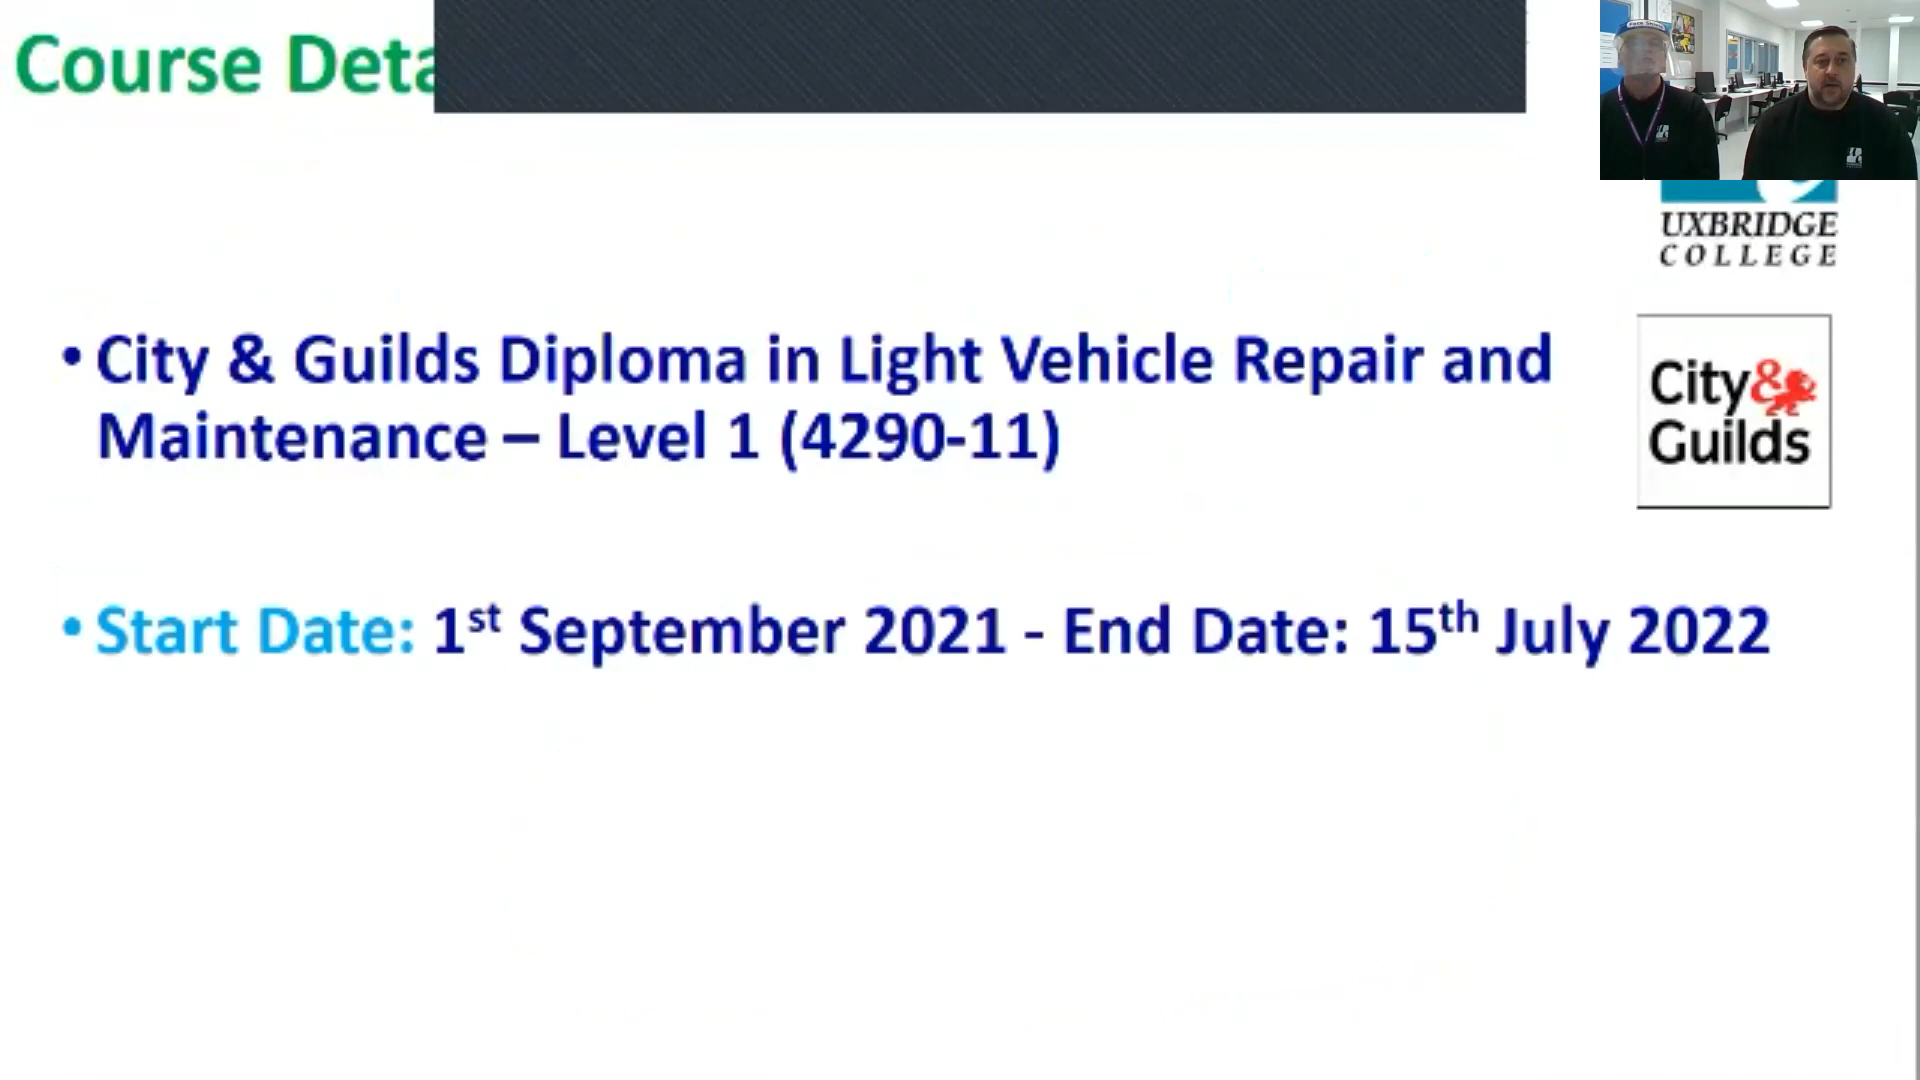 Course Deta
UXBRIDGE
COLLEGE
• City & Guilds Diploma in Light Vehicle Repair and
Maintenance – Level 1 (4290-11)
City&
Guilds
• Start Date: 1st September 2021 - End Date: 15th July 2022